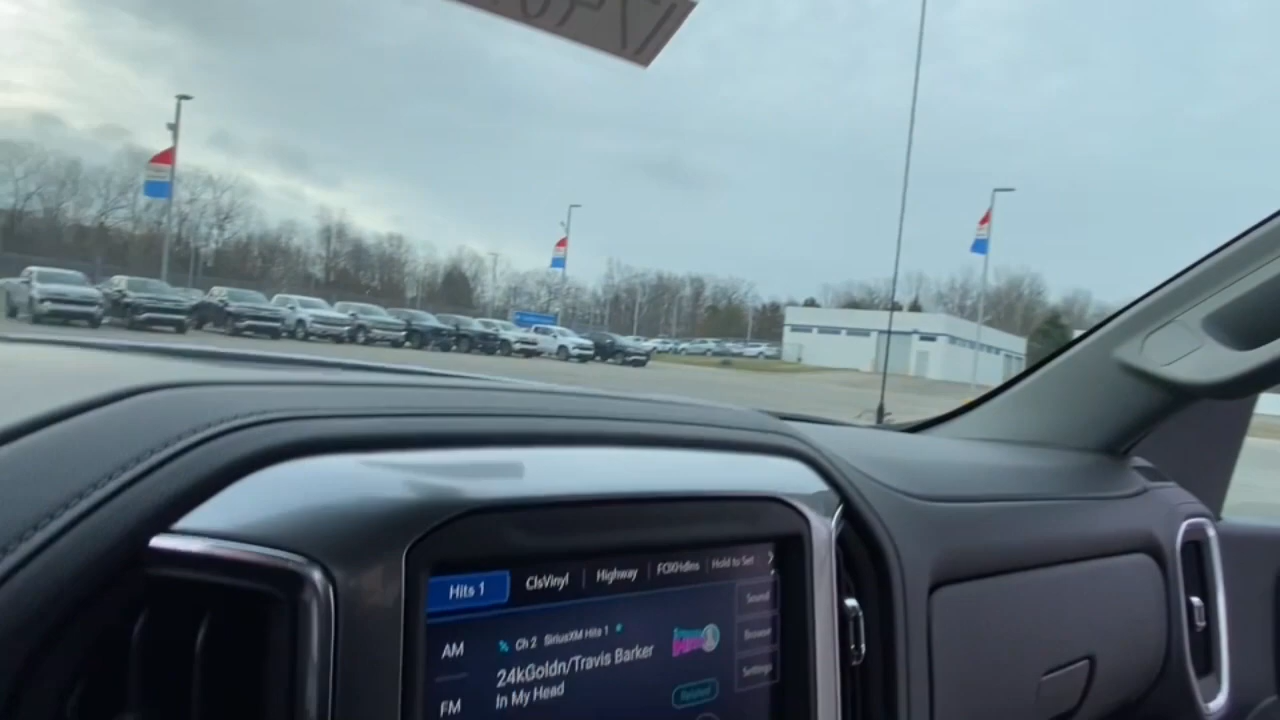 Hits 1
ClsVinyl
Highway
FOXHdlns
Hold to Set
AM
Ch 2 SiriusXM Hits 1
Sound
24kGoldn/Travis Barker
Browse
In My Head
Settings
FM